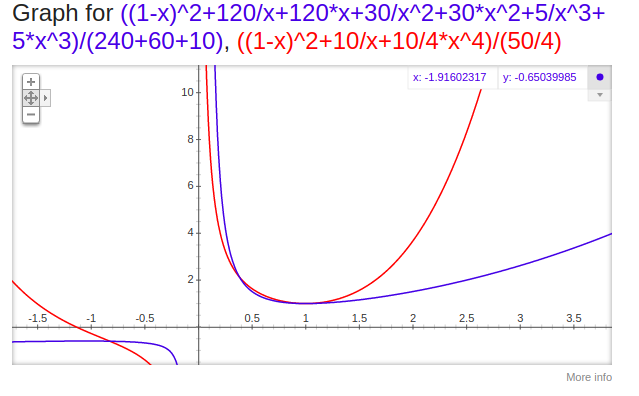 Graph for ((1-x)^2+120/x+120*x+30/x^2+30*x^2+5/x^3+
5*x^3)/(240+60+10), ((1-x)^2+10/x+10/4*x^4)/(50/4)
x: -1.91602317 y: -0.65039985
10
8
6
4
2
-1.5 -1 -0.5 0.5 1 1.5 2 2.5 3 3.5
More info